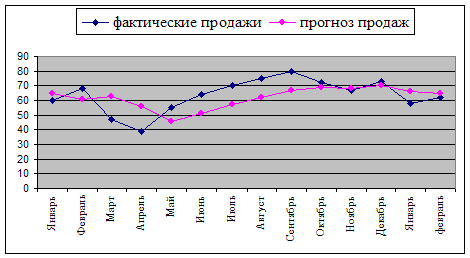 фактические продажи прогноз продаж
90
80
70
60
50
40
30
20
10
0
Январь
Февраль
Март
Апрель
Май
Июнь
Июль
Август
Сентябрь
Октябрь
Ноябрь
Декабрь
Январь
февраль